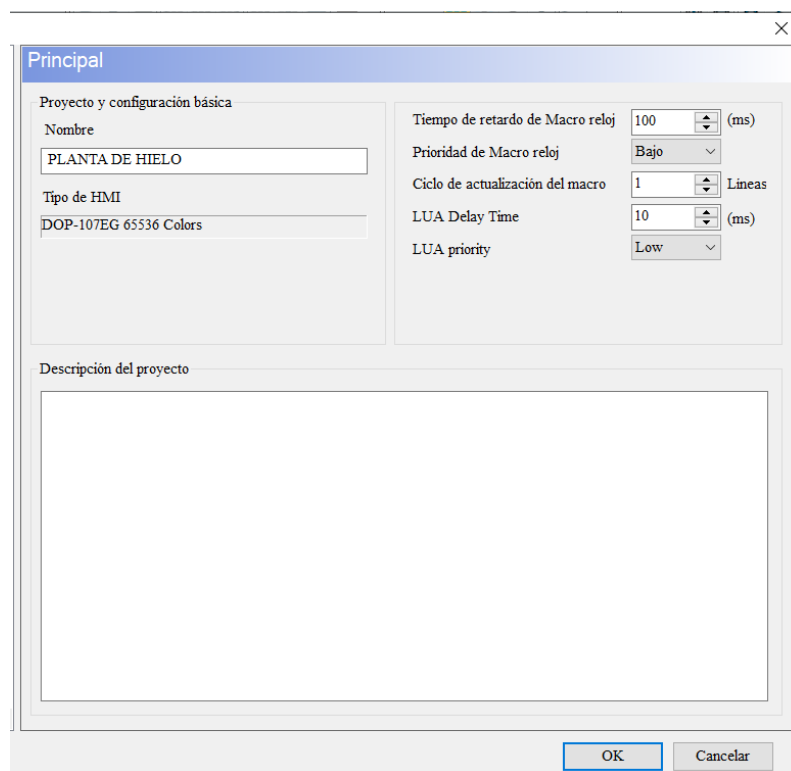 Principal
Proyecto y configuración básica
Nombre
PLANTA DE HIELO
Tipo de HMI
DOP-107EG 65536 Colors
Tiempo de retardo de Macro reloj 100 (ms)
Prioridad de Macro reloj Bajo
Ciclo de actualización del macro 1 Lineas
LUA Delay Time 10 (ms)
LUA priority Low
Descripción del proyecto
OK Cancelar